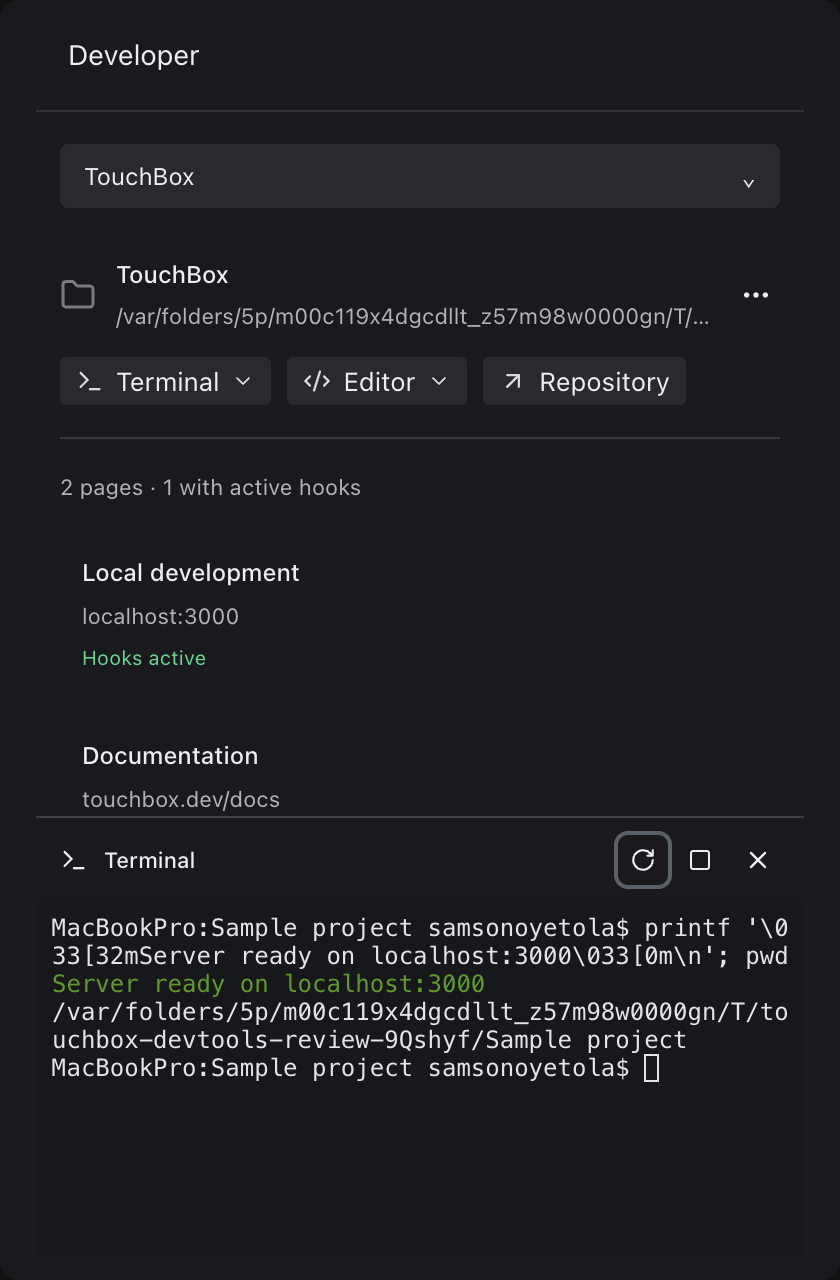 Developer
TouchBox
TouchBox
/var/folders/5p/m00c119x4dgcdllt_z57m98w0000gn/T/...
>_ Terminal
</> Editor
Repository
2 pages · 1 with active hooks
Local development
localhost:3000
Hooks active
Documentation
touchbox.dev/docs
>_ Terminal
MacBookPro:Sample project samsonoyetola$ printf '\0
33[32mServer ready on localhost:3000\033[0m\n'; pwd
Server ready on localhost:3000
/var/folders/5p/m00c119x4dgcdllt_z57m98w0000gn/T/to
uchbox-devtools-review-9Qshyf/Sample project
MacBookPro:Sample project samsonoyetola$